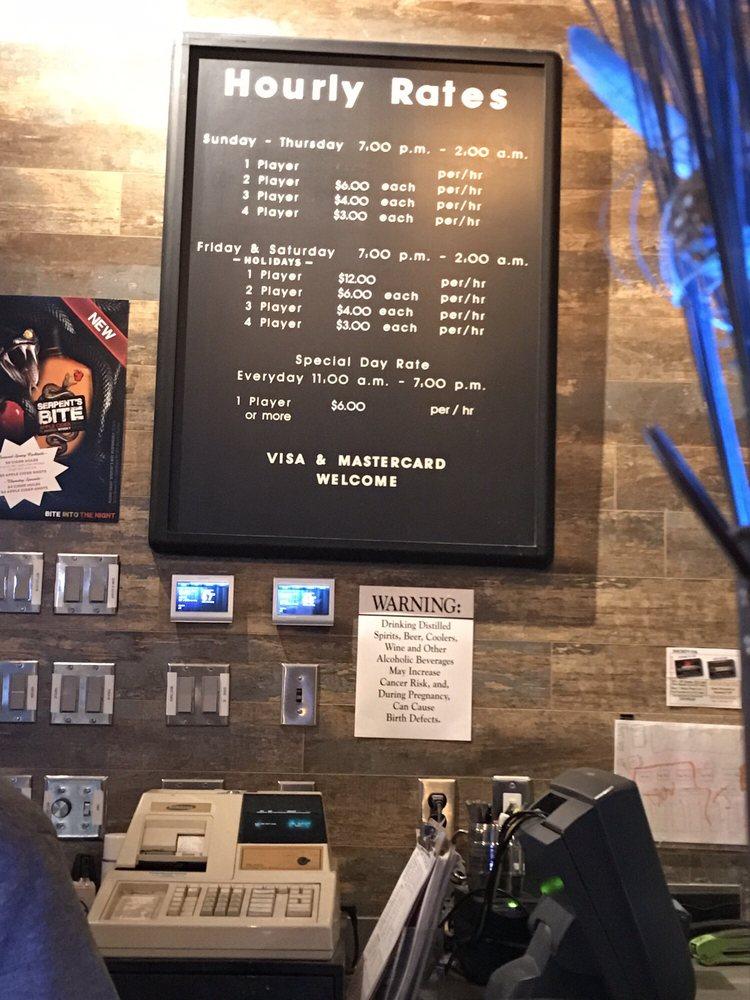 Hourly Rates
Sunday - Thursday 7:00 p.m. - 2:00 a.m.
1 Player per/hr
2 Player $6.00 each per/hr
3 Player $4.00 each per/hr
4 Player $3.00 each per/hr
Friday & Saturday 7:00 p.m. - 2:00 a.m.
- HOLIDAYS -
1 Player $12.00 per/hr
2 Player $6.00 each per/hr
3 Player $4.00 each per/hr
4 Player $3.00 each per/hr
Special Day Rate
Everyday 11:00 a.m. - 7:00 p.m.
1 Player $6.00 per/hr
or more
VISA & MASTERCARD
WELCOME
NEW
SERPENT'S
BITE
BITE INTO THE NIGHT
WARNING:
Drinking Distilled
Spirits, Beer, Coolers,
Wine and Other
Alcoholic Beverages
May Increase
Cancer Risk, and,
During Pregnancy,
Can Cause
Birth Defects.